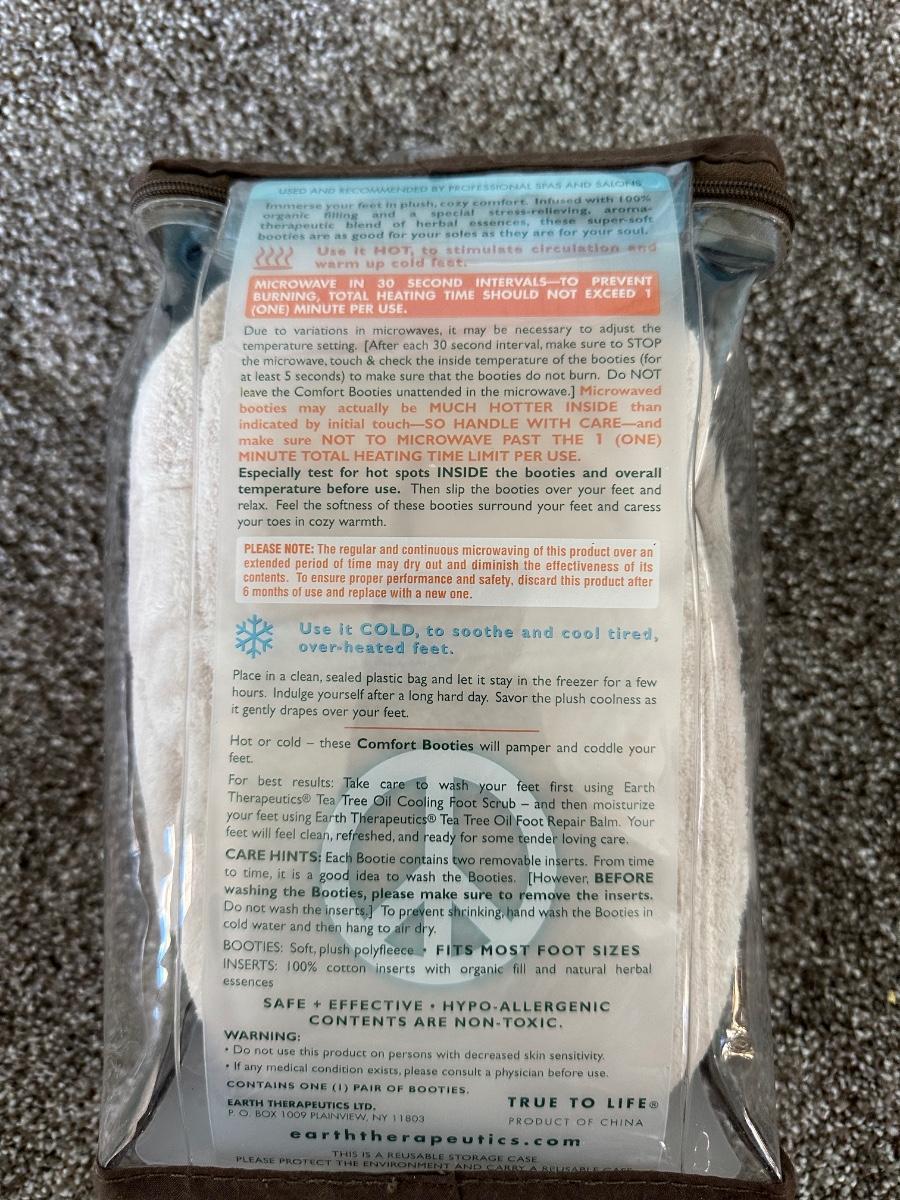 USED AND RECOMMENDED BY PROFESSIONAL SPAS AND SALONS
Immerse your feet in plush, cozy comfort. Infused with 100%
organic filling and a special stress-relieving, aroma-
therapeutic blend of herbal essences, these super-soft
booties are as good for your soles as they are for your soul.
Use it HOT, to stimulate circulation and
warm up cold feet.
MICROWAVE IN 30 SECOND INTERVALS—TO PREVENT
BURNING, TOTAL HEATING TIME SHOULD NOT EXCEED 1
(ONE) MINUTE PER USE.
Due to variations in microwaves, it may be necessary to adjust the
temperature setting. [After each 30 second interval, make sure to STOP
the microwave, touch & check the inside temperature of the booties (for
at least 5 seconds) to make sure that the booties do not burn. Do NOT
leave the Comfort Booties unattended in the microwave.] Microwaved
booties may actually be MUCH HOTTER INSIDE than
indicated by initial touch—SO HANDLE WITH CARE—and
make sure NOT TO MICROWAVE PAST THE 1 (ONE)
MINUTE TOTAL HEATING TIME LIMIT PER USE.
Especially test for hot spots INSIDE the booties and overall
temperature before use. Then slip the booties over your feet and
relax. Feel the softness of these booties surround your feet and caress
your toes in cozy warmth.
PLEASE NOTE: The regular and continuous microwaving of this product over an
extended period of time may dry out and diminish the effectiveness of its
contents. To ensure proper performance and safety, discard this product after
6 months of use and replace with a new one.
Use it COLD, to soothe and cool tired,
over-heated feet.
Place in a clean, sealed plastic bag and let it stay in the freezer for a few
hours. Indulge yourself after a long hard day. Savor the plush coolness as
it gently drapes over your feet.
Hot or cold – these Comfort Booties will pamper and coddle your
feet.
For best results: Take care to wash your feet first using Earth
Therapeutics® Tea Tree Oil Cooling Foot Scrub – and then moisturize
your feet using Earth Therapeutics® Tea Tree Oil Foot Repair Balm. Your
feet will feel clean, refreshed, and ready for some tender loving care.
CARE HINTS: Each Bootie contains two removable inserts. From time
to time, it is a good idea to wash the Booties. [However, BEFORE
washing the Booties, please make sure to remove the inserts.
Do not wash the inserts.] To prevent shrinking, hand wash the Booties in
cold water and then hang to air dry.
BOOTIES: Soft, plush polyfleece • FITS MOST FOOT SIZES
INSERTS: 100% cotton inserts with organic fill and natural herbal
essences
SAFE + EFFECTIVE • HYPO-ALLERGENIC
CONTENTS ARE NON-TOXIC.
WARNING:
• Do not use this product on persons with decreased skin sensitivity.
• If any medical condition exists, please consult a physician before use.
CONTAINS ONE (1) PAIR OF BOOTIES.
EARTH THERAPEUTICS LTD.
P. O. BOX 1009 PLAINVIEW, NY 11803
TRUE TO LIFE®
PRODUCT OF CHINA
earththerapeutics.com
THIS IS A REUSABLE STORAGE CASE
PLEASE PROTECT THE ENVIRONMENT AND CARRY A REUSABLE CASE